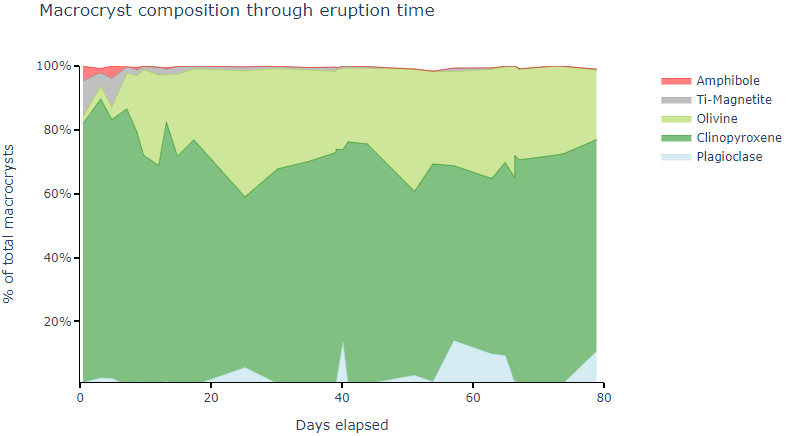 Macrocryst composition through eruption time
100%
80%
60%
40%
20%
0
20
40
60
80
% of total macrocrysts
Days elapsed
Amphibole
Ti-Magnetite
Olivine
Clinopyroxene
Plagioclase